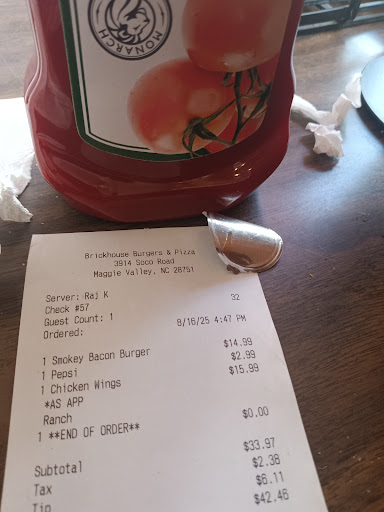 MONARCH
Brickhouse Burgers & Pizza
3914 Soco Road
Maggie Valley, NC 28751
Server: Raj K 32
Check #57
Guest Count: 1 8/16/25 4:47 PM
Ordered:
1 Smokey Bacon Burger $14.99
1 Pepsi $2.99
1 Chicken Wings $15.99
*AS APP
Ranch
1 **END OF ORDER** $0.00
Subtotal $33.97
Tax $2.38
Tip $6.11
$42.46